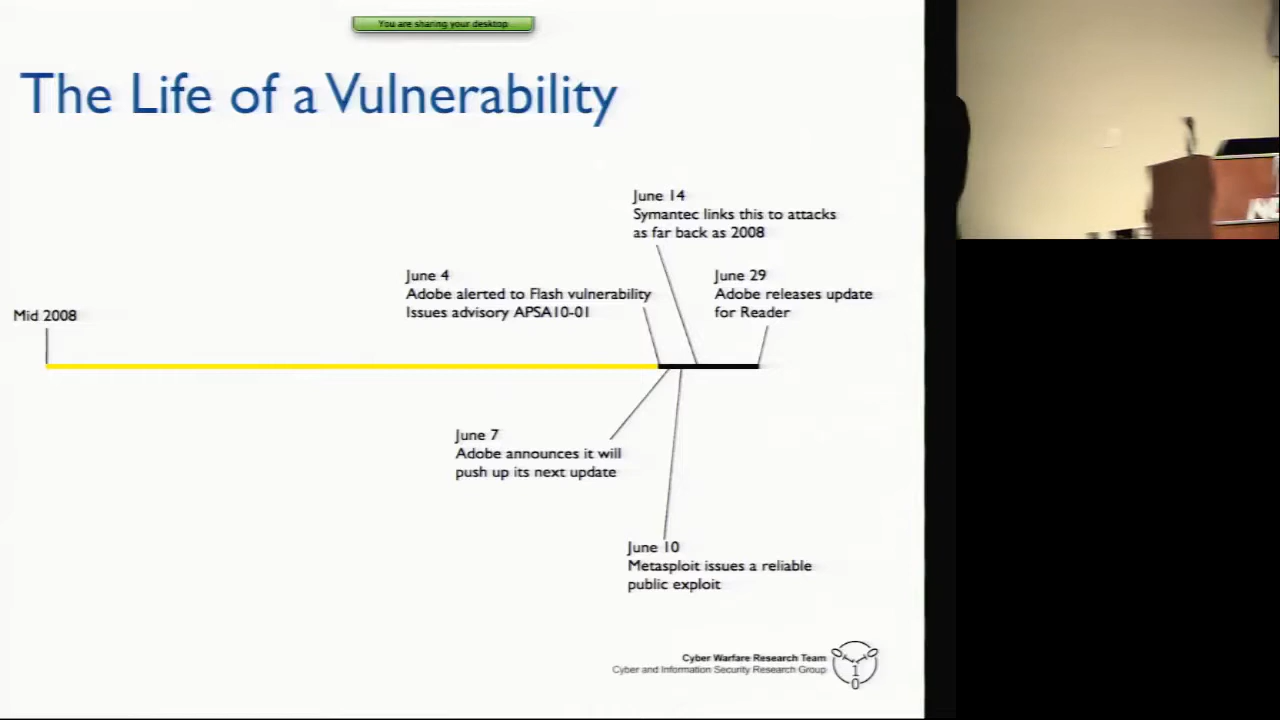 You are sharing your desktop
The Life of a Vulnerability
June 14
Symantec links this to attacks
as far back as 2008
June 4
Adobe alerted to Flash vulnerability
Issues advisory APSA10-01
June 29
Adobe releases update
for Reader
Mid 2008
June 7
Adobe announces it will
push up its next update
June 10
Metasploit issues a reliable
public exploit
Cyber Warfare Research Team
Cyber and Information Security Research Group
1
0